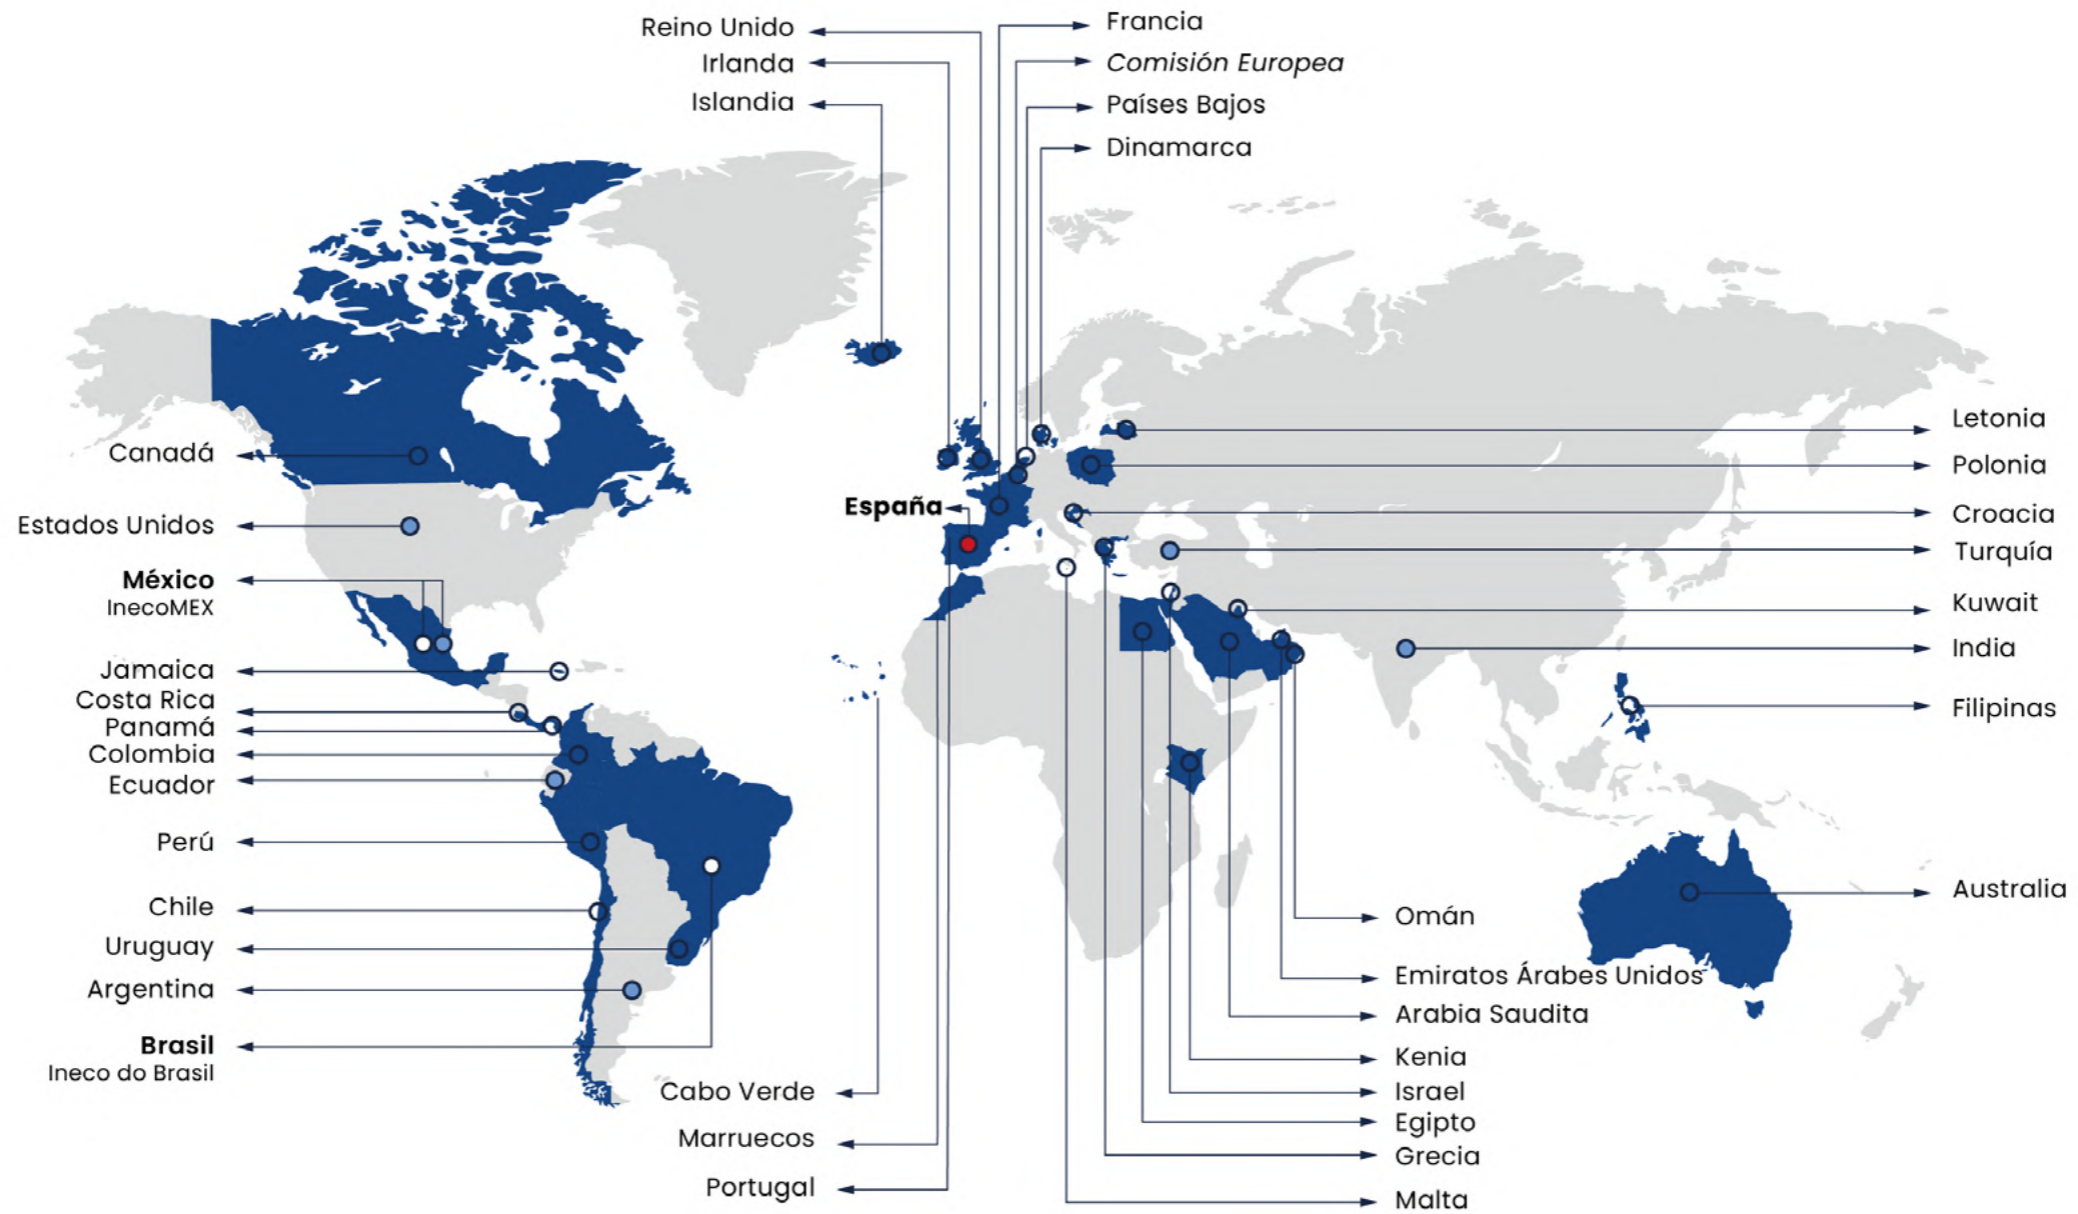 Reino Unido
Irlanda
Islandia
Francia
Comisión Europea
Países Bajos
Dinamarca
Canadá
Estados Unidos
México
InecoMEX
Jamaica
Costa Rica
Panamá
Colombia
Ecuador
Perú
Chile
Uruguay
Argentina
Brasil
Ineco do Brasil
España
Cabo Verde
Marruecos
Portugal
Letonia
Polonia
Croacia
Turquía
Kuwait
India
Filipinas
Australia
Omán
Emiratos Árabes Unidos
Arabia Saudita
Kenia
Israel
Egipto
Grecia
Malta